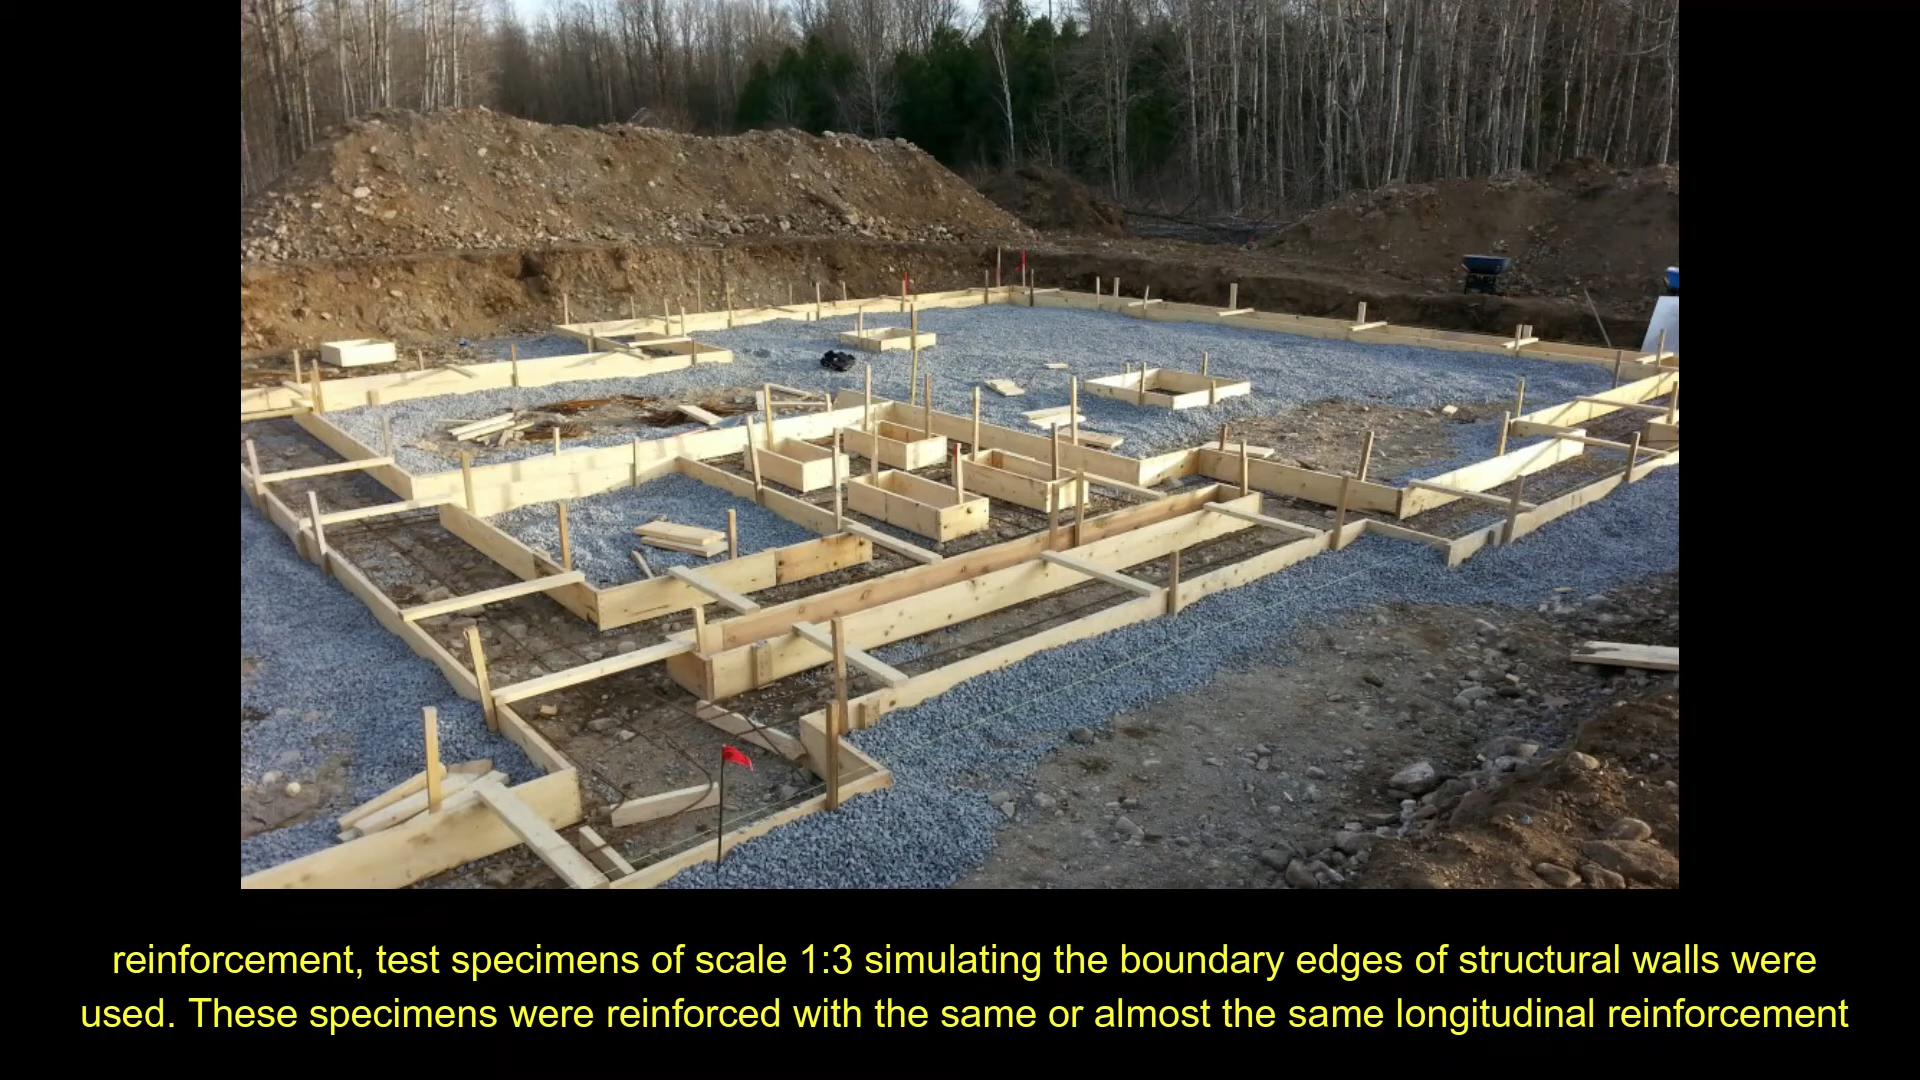 reinforcement, test specimens of scale 1:3 simulating the boundary edges of structural walls were
used. These specimens were reinforced with the same or almost the same longitudinal reinforcement